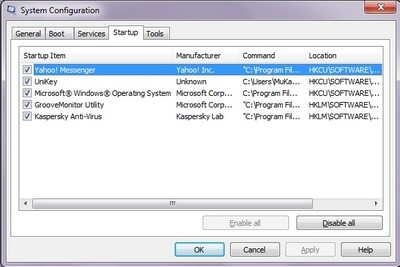 System Configuration
General Boot Services Startup Tools
Startup Item Manufacturer Command Location
Yahoo! Messenger Yahoo! Inc. "C:\Program Fil... HKCU\SOFTWARE\...
UniKey Unknown C:\Users\MuKa... HKCU\SOFTWARE\...
Microsoft® Windows® Operating System Microsoft Corp... C:\Program Fil... HKCU\SOFTWARE\...
GrooveMonitor Utility Microsoft Corp... "C:\Program Fil... HKLM\SOFTWARE\...
Kaspersky Anti-Virus Kaspersky Lab "C:\Program Fil... HKLM\SOFTWARE\...
Enable all Disable all
OK Cancel Apply Help